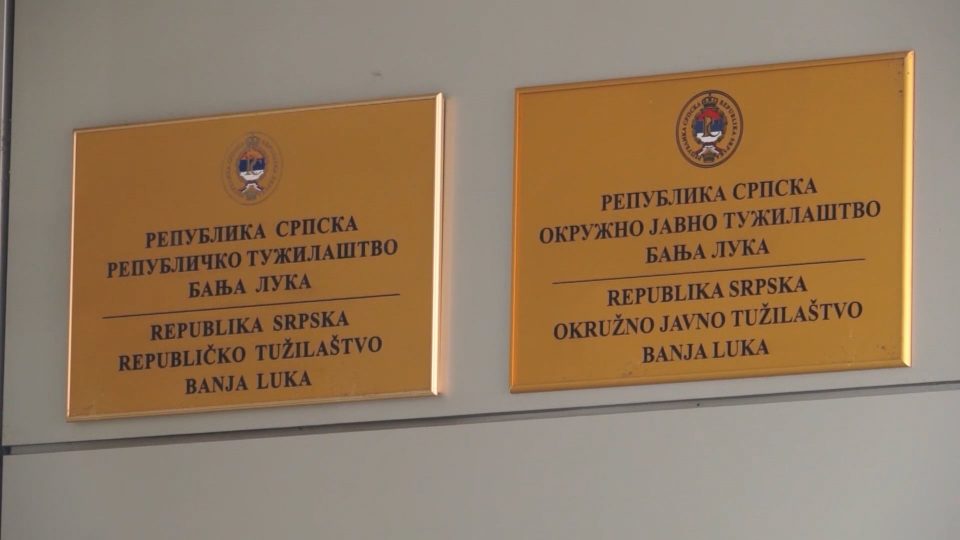 РЕПУБЛИКА СРПСКА
РЕПУБЛИЧКО ТУЖИЛАШТВО
БАЊА ЛУКА
REPUBLIKA SRPSKA
REPUBLIČKO TUŽILAŠTVO
BANJA LUKA
РЕПУБЛИКА СРПСКА
ОКРУЖНО ЈАВНО ТУЖИЛАШТВО
БАЊА ЛУКА
REPUBLIKA SRPSKA
OKRUŽNO JAVNO TUŽILAŠTVO
BANJA LUKA